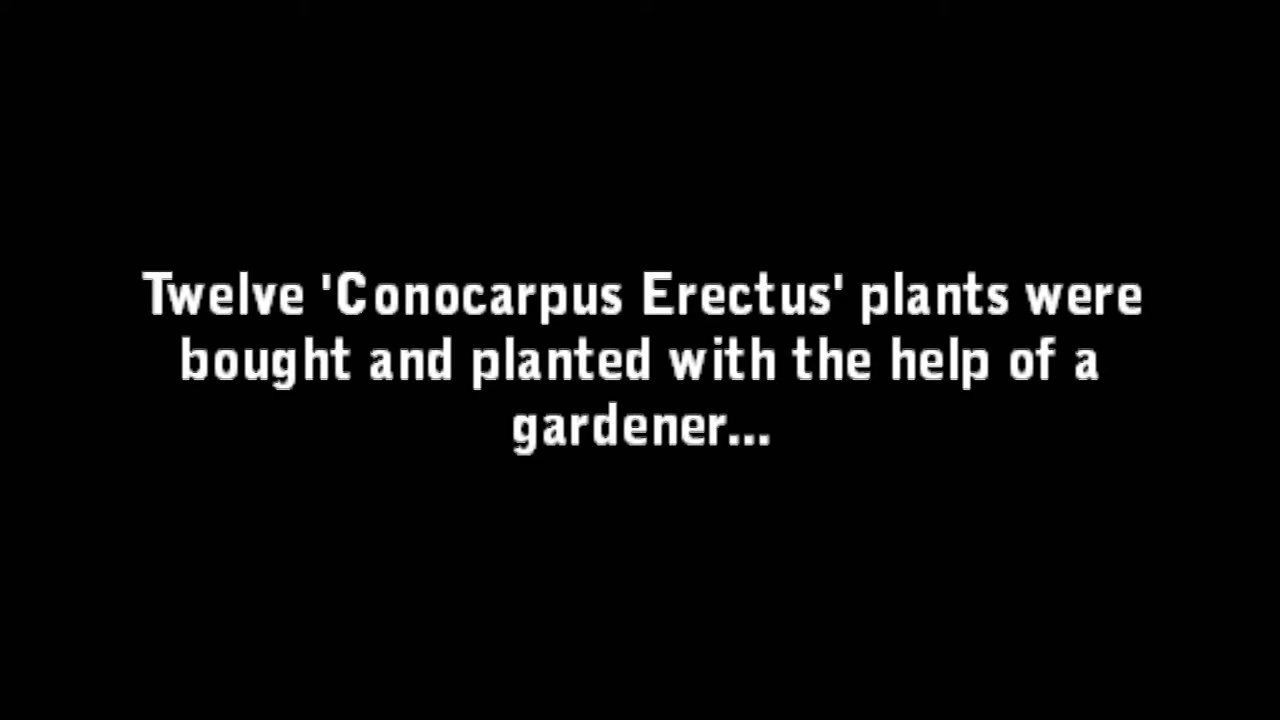 Twelve 'Conocarpus Erectus' plants were
bought and planted with the help of a
gardener...